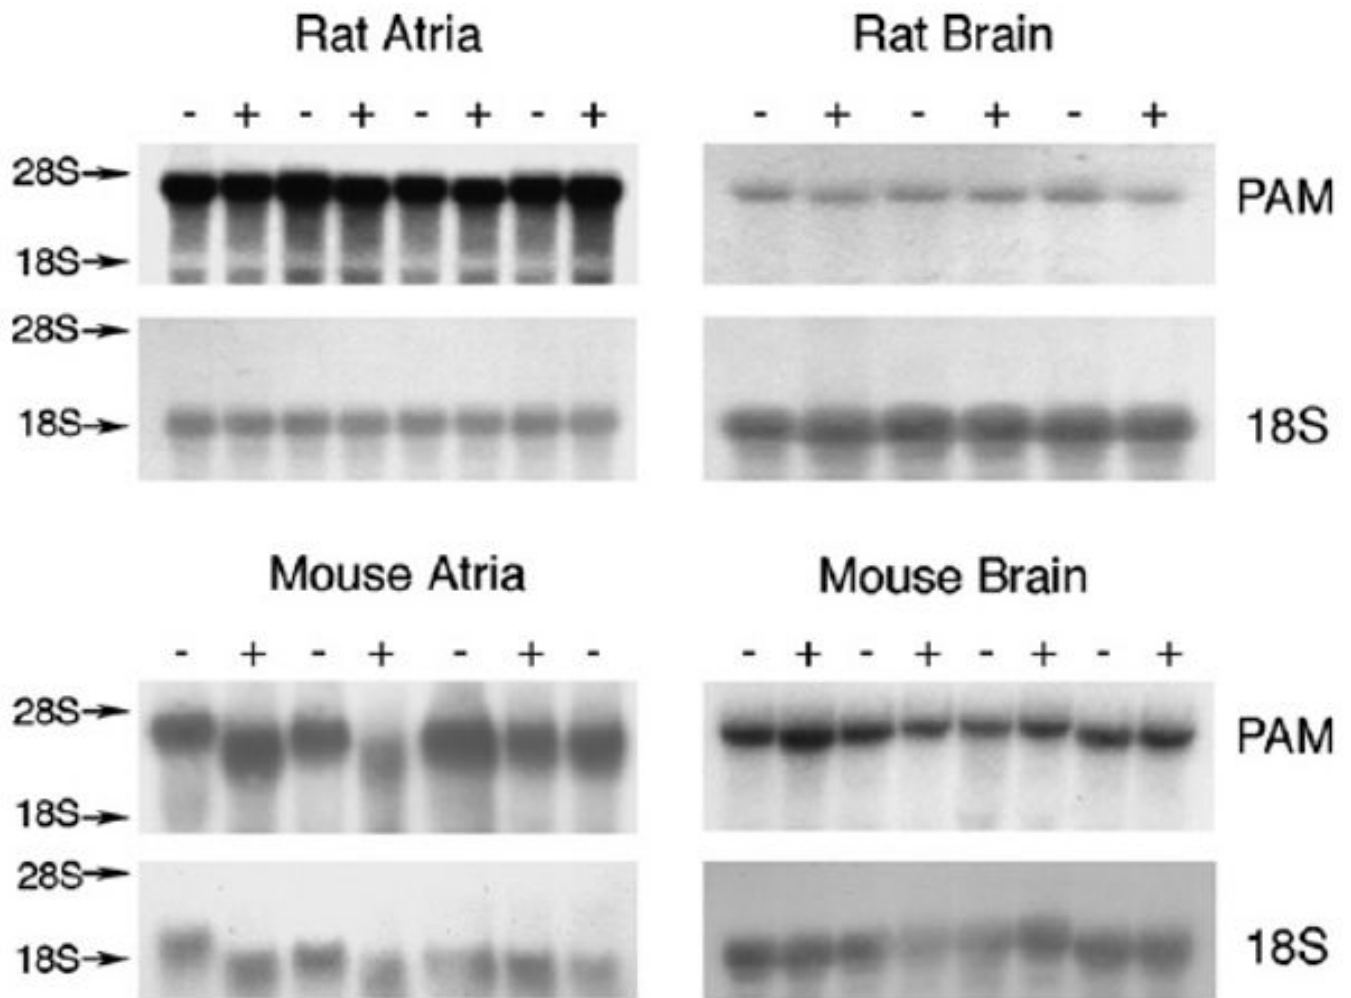 Rat Atria Rat Brain
- + - + - + - + - + - + - +
28S PAM
18S
28S
18S 18S
Mouse Atria Mouse Brain
- + - + - + - - + - + - + - +
28S PAM
18S
28S
18S 18S